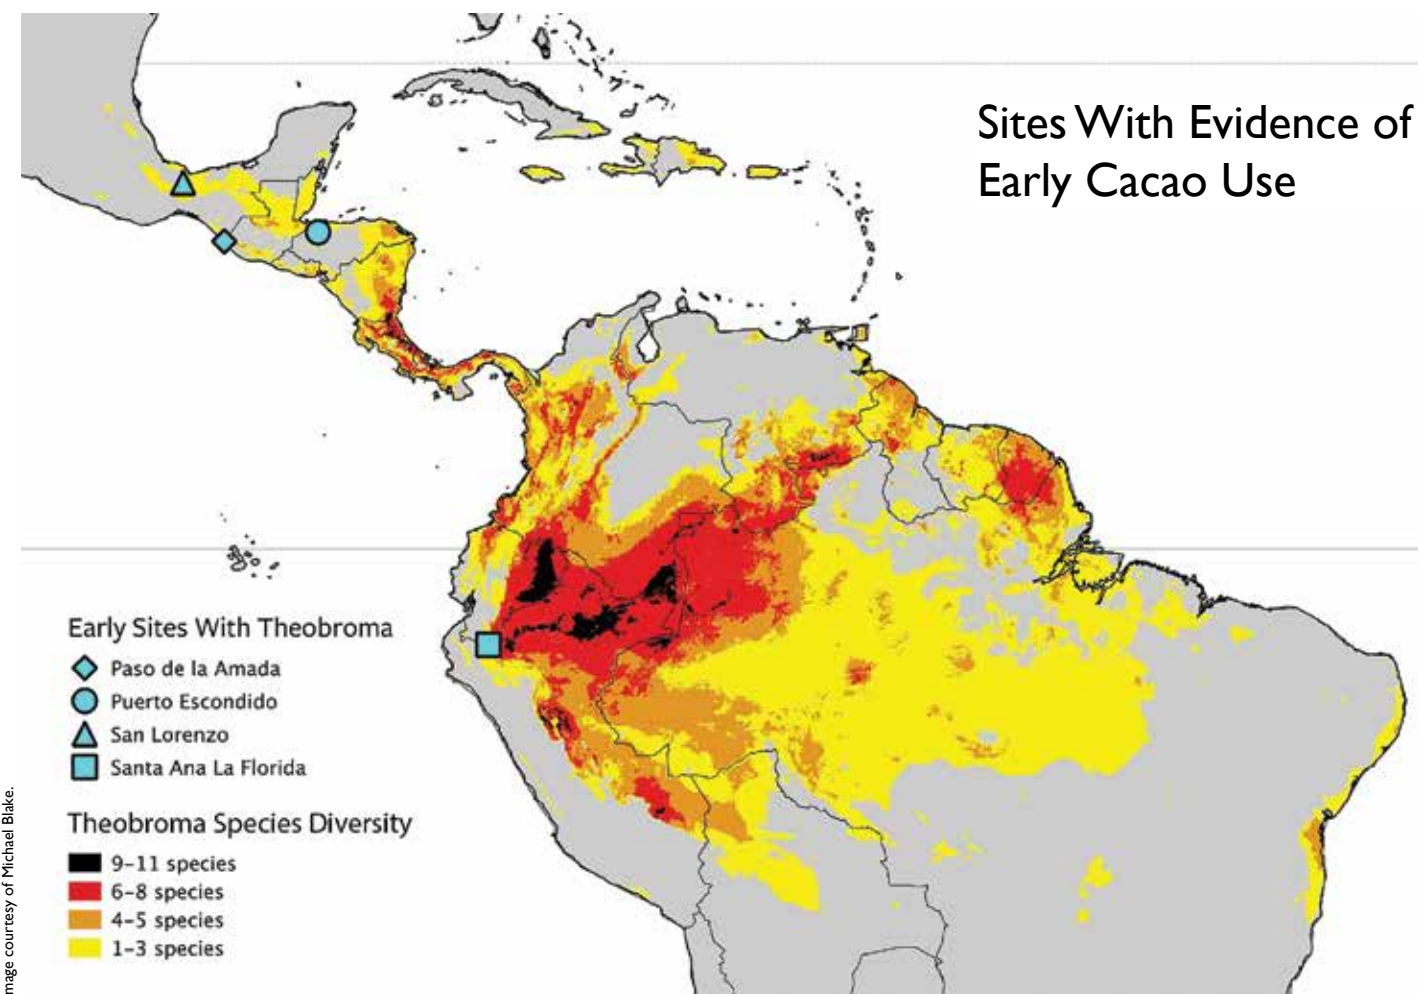 Sites With Evidence of
Early Cacao Use
Early Sites With Theobroma
Paso de la Amada
Puerto Escondido
San Lorenzo
Santa Ana La Florida
Theobroma Species Diversity
9–11 species
6–8 species
4–5 species
1–3 species
mage courtesy of Michael Blake.